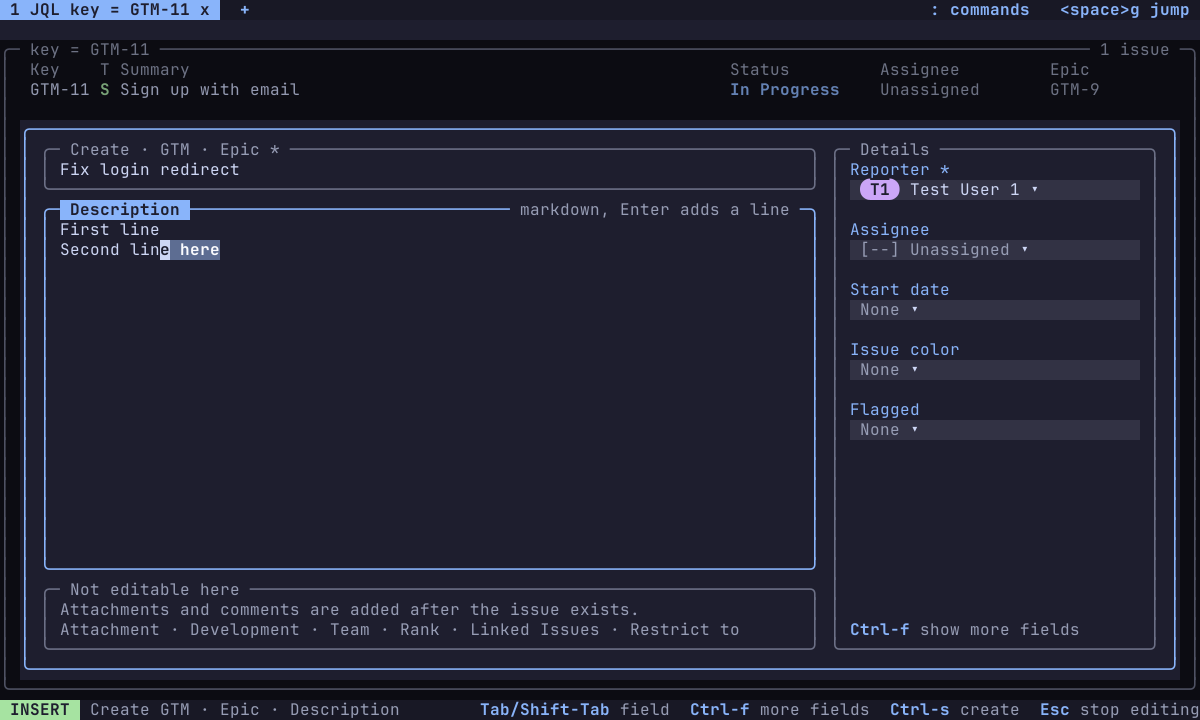 1 JQL key = GTM-11 x + : commands <space>g jump
key = GTM-11 1 issue
Key T Summary Status Assignee Epic
GTM-11 S Sign up with email In Progress Unassigned GTM-9
Create · GTM · Epic *
Fix login redirect
Description markdown, Enter adds a line
First line
Second line here
Not editable here
Attachments and comments are added after the issue exists.
Attachment · Development · Team · Rank · Linked Issues · Restrict to
Details
Reporter *
T1 Test User 1 ▾
Assignee
[--] Unassigned ▾
Start date
None ▾
Issue color
None ▾
Flagged
None ▾
Ctrl-f show more fields
INSERT Create GTM · Epic · Description Tab/Shift-Tab field Ctrl-f more fields Ctrl-s create Esc stop editing